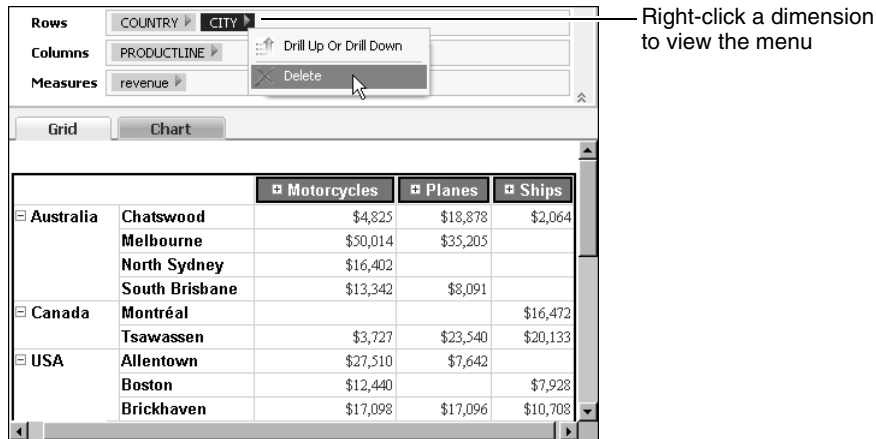 Rows COUNTRY CITY
Right-click a dimension
to view the menu
Drill Up Or Drill Down
Columns PRODUCTLINE
Delete
Measures revenue
Grid Chart
Motorcycles Planes Ships
Australia Chatswood $4,825 $18,878 $2,064
Melbourne $50,014 $35,205
North Sydney $16,402
South Brisbane $13,342 $8,091
Canada Montréal $16,472
Tsawassen $3,727 $23,540 $20,133
USA Allentown $27,510 $7,642
Boston $12,440 $7,928
Brickhaven $17,098 $17,096 $10,708